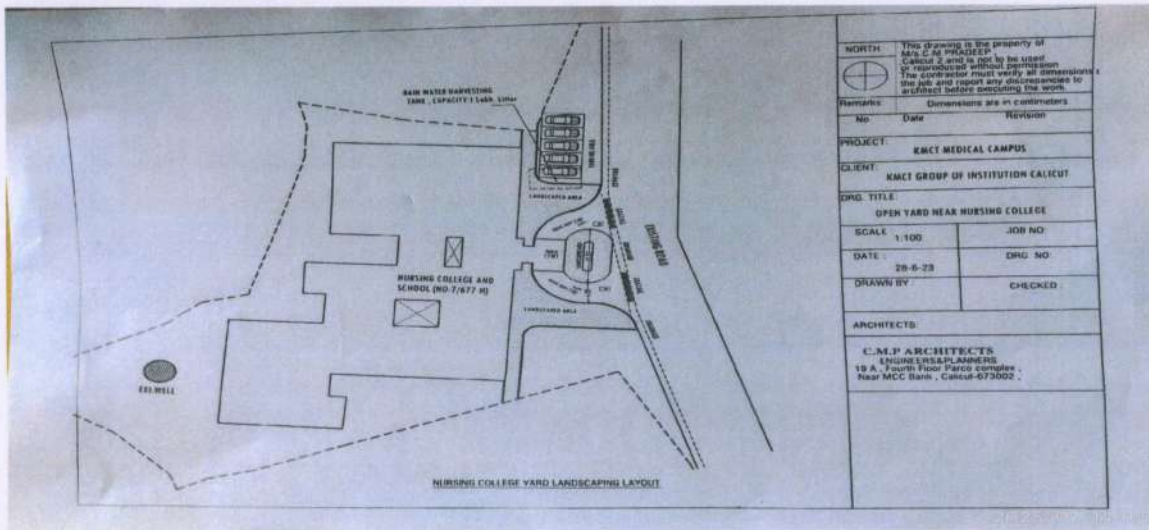 RAIN WATER HARVESTING
TANK , CAPACITY:1 Lakh. Litter
LANDSCAPED AREA
EXISTING ROAD
NURSING COLLEGE AND
SCHOOL (NO-7/677 H)
LANDSCAPED AREA
EXI.WELL
NURSING COLLEGE YARD LANDSCAPING LAYOUT
NORTH
This drawing is the property of
M/s C.M PRADEEP
Calicut 2 and is not to be used
or reproduced without permission
The contractor must verify all dimensions
the job and report any discrepancies to
architect before executing the work.
Remarks
Dimensions are in centimeters
No Date Revision
PROJECT:
KMCT MEDICAL CAMPUS
CLIENT:
KMCT GROUP OF INSTITUTION CALICUT
DRG. TITLE
OPEN YARD NEAR NURSING COLLEGE
SCALE 1:100
JOB NO:
DATE : 28-6-23
DRG NO:
DRAWN BY :
CHECKED :
ARCHITECTS:
C.M.P ARCHITECTS
ENGINEERS&PLANNERS
19 A , Fourth Floor Parco complex ,
Near MCC Bank , Calicut-673002 ,